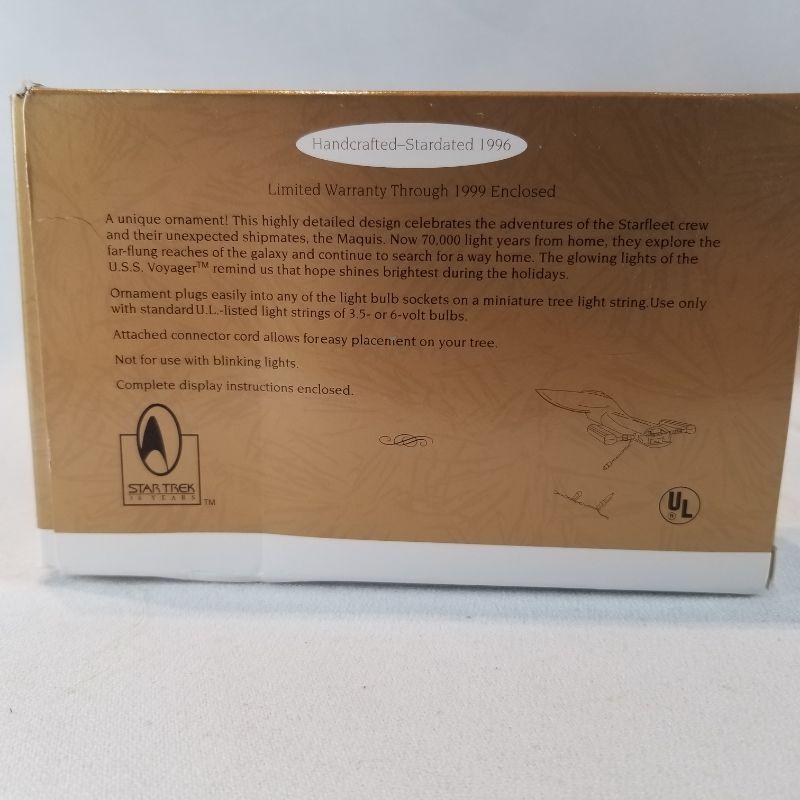 Handcrafted–Stardated 1996
Limited Warranty Through 1999 Enclosed
A unique ornament! This highly detailed design celebrates the adventures of the Starfleet crew
and their unexpected shipmates, the Maquis. Now 70,000 light years from home, they explore the
far-flung reaches of the galaxy and continue to search for a way home. The glowing lights of the
U.S.S. Voyager™ remind us that hope shines brightest during the holidays.
Ornament plugs easily into any of the light bulb sockets on a miniature tree light string. Use only
with standard U.L.-listed light strings of 3.5- or 6-volt bulbs.
Attached connector cord allows for easy placement on your tree.
Not for use with blinking lights.
Complete display instructions enclosed.
STAR TREK
30 YEARS
™
UL
®